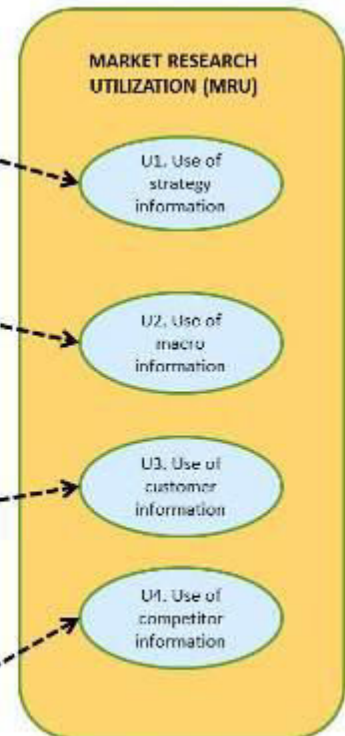 MARKET RESEARCH
UTILIZATION (MRU)
U1. Use of
strategy
information
U2. Use of
macro
information
U3. Use of
customer
information
U4. Use of
competitor
information